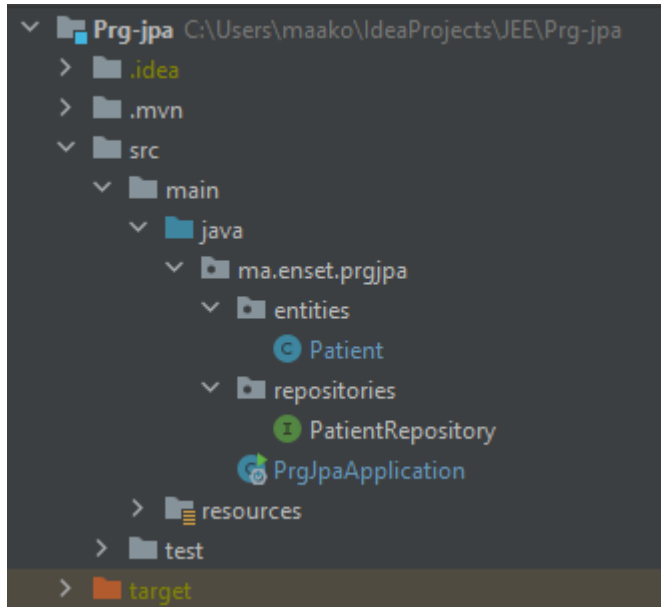 Prg-jpa C:\Users\maako\IdeaProjects\JEE\Prg-jpa
.idea
.mvn
src
main
java
ma.enset.prgjpa
entities
C Patient
repositories
I PatientRepository
PrgJpaApplication
resources
test
target